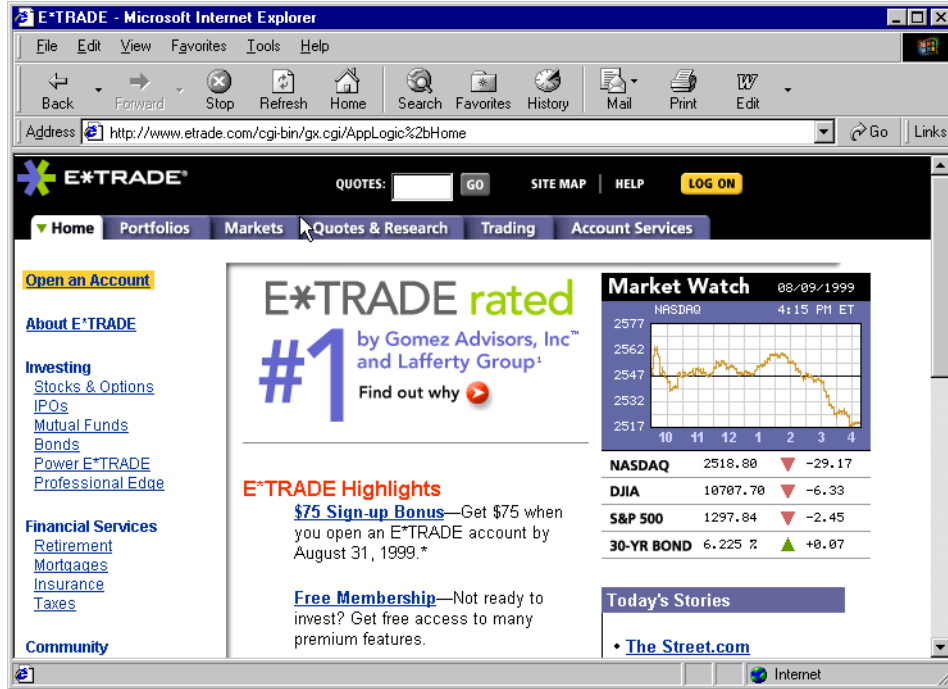 E*TRADE - Microsoft Internet Explorer
File Edit View Favorites Tools Help
Back Forward Stop Refresh Home Search Favorites History Mail Print Edit
Address http://www.etrade.com/cgi-bin/gx.cgi/AppLogic%2bHome Go Links
E*TRADE® QUOTES: GO SITE MAP | HELP LOG ON
Home Portfolios Markets Quotes & Research Trading Account Services
Open an Account
About E*TRADE
Investing
Stocks & Options
IPOs
Mutual Funds
Bonds
Power E*TRADE
Professional Edge
Financial Services
Retirement
Mortgages
Insurance
Taxes
Community
E*TRADE rated
#1 by Gomez Advisors, Inc™
and Lafferty Group¹
Find out why
E*TRADE Highlights
$75 Sign-up Bonus—Get $75 when
you open an E*TRADE account by
August 31, 1999.*
Free Membership—Not ready to
invest? Get free access to many
premium features.
Market Watch 08/09/1999
NASDAQ 4:15 PM ET
2577
2562
2547
2532
2517
10 11 12 1 2 3 4
NASDAQ 2518.80 -29.17
DJIA 10707.70 -6.33
S&P 500 1297.84 -2.45
30-YR BOND 6.225 % +0.07
Today's Stories
• The Street.com
Internet